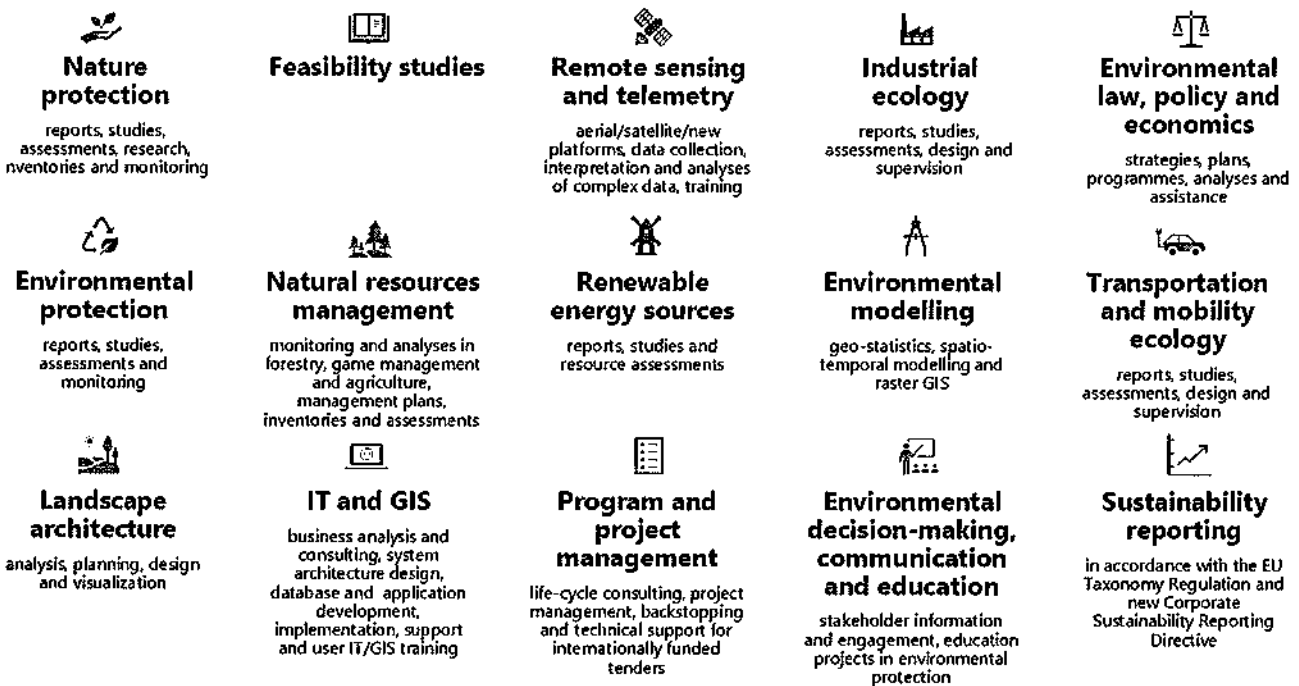 Nature
protection
reports, studies,
assessments, research,
nventories and monitoring
Feasibility studies
Remote sensing
and telemetry
aerial/satellite/new
platforms, data collection,
interpretation and analyses
of complex data, training
Industrial
ecology
reports, studies,
assessments, design and
supervision
Environmental
law, policy and
economics
strategies, plans,
programmes, analyses and
assistance
Environmental
protection
reports, studies,
assessments and
monitoring
Natural resources
management
monitoring and analyses in
forestry, game management
and agriculture,
management plans,
inventories and assessments
Renewable
energy sources
reports, studies and
resource assessments
Environmental
modelling
geo-statistics, spatio-
temporal modelling and
raster GIS
Transportation
and mobility
ecology
reports, studies,
assessments, design and
supervision
Landscape
architecture
analysis, planning, design
and visualization
IT and GIS
business analysis and
consulting, system
architecture design,
database and application
development,
implementation, support
and user IT/GIS training
Program and
project
management
life-cycle consulting, project
management, backstopping
and technical support for
internationally funded
tenders
Environmental
decision-making,
communication
and education
stakeholder information
and engagement, education
projects in environmental
protection
Sustainability
reporting
in accordance with the EU
Taxonomy Regulation and
new Corporate
Sustainability Reporting
Directive